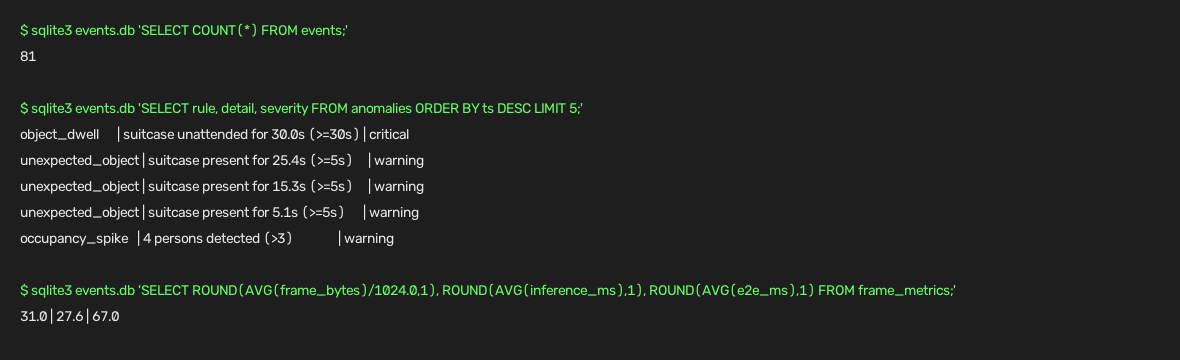 $ sqlite3 events.db 'SELECT COUNT(*) FROM events;'
81
$ sqlite3 events.db 'SELECT rule, detail, severity FROM anomalies ORDER BY ts DESC LIMIT 5;'
object_dwell     | suitcase unattended for 30.0s (>=30s) | critical
unexpected_object | suitcase present for 25.4s (>=5s)    | warning
unexpected_object | suitcase present for 15.3s (>=5s)    | warning
unexpected_object | suitcase present for 5.1s (>=5s)     | warning
occupancy_spike  | 4 persons detected (>3)             | warning
$ sqlite3 events.db 'SELECT ROUND(AVG(frame_bytes)/1024.0,1), ROUND(AVG(inference_ms),1), ROUND(AVG(e2e_ms),1) FROM frame_metrics;'
31.0 | 27.6 | 67.0